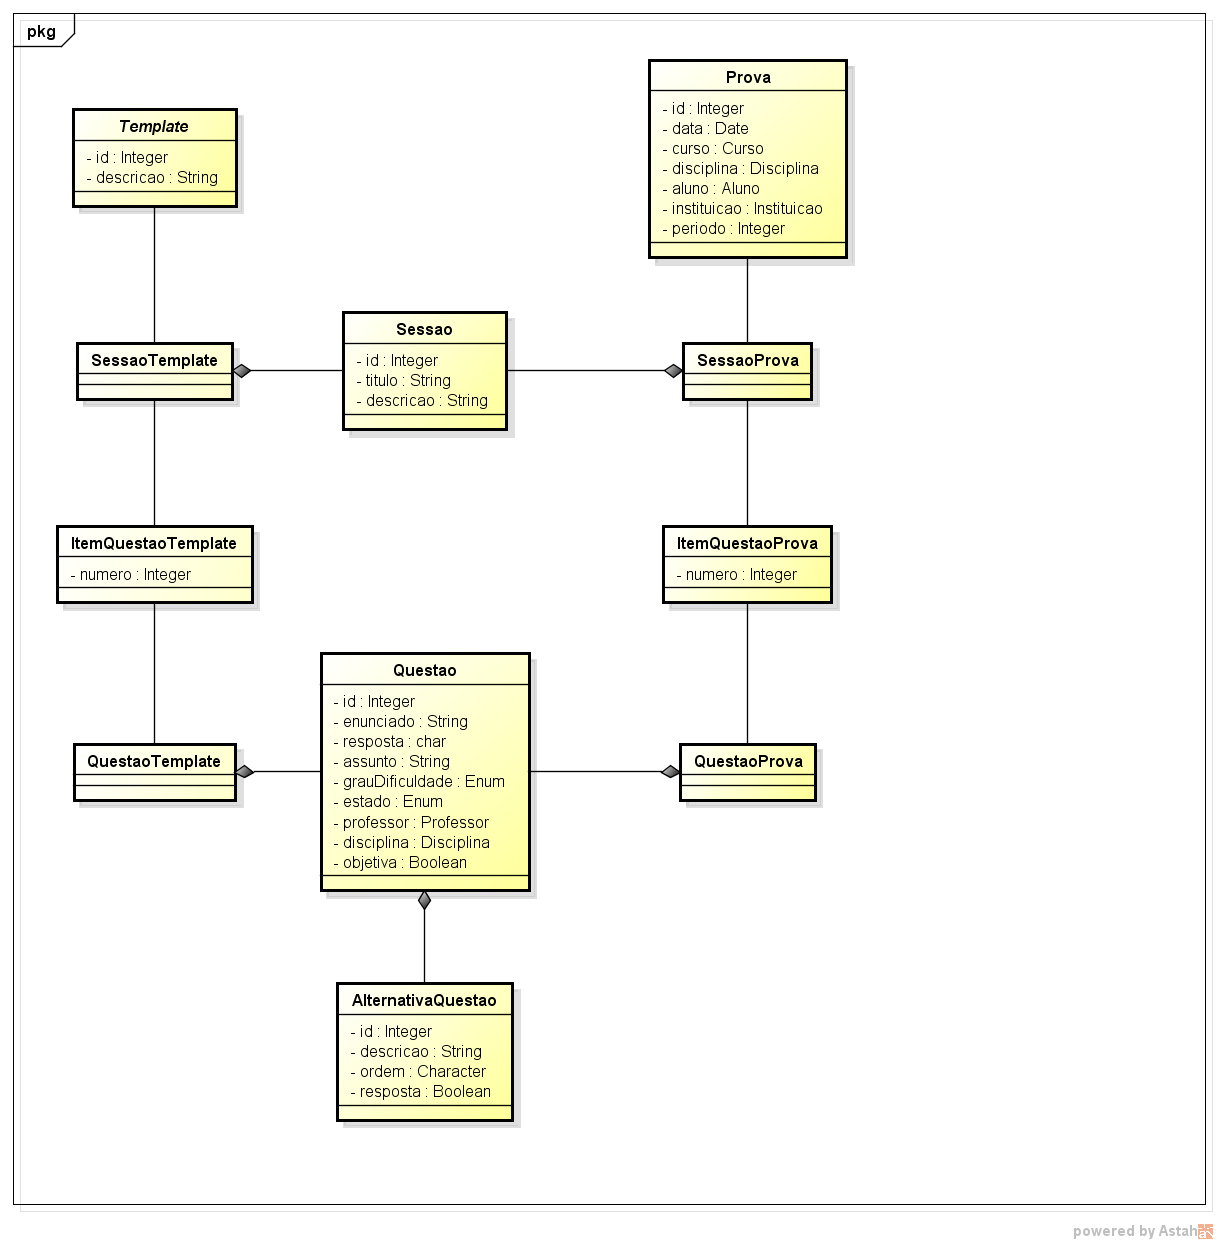 pkg
Template
- id : Integer
- descricao : String
Prova
- id : Integer
- data : Date
- curso : Curso
- disciplina : Disciplina
- aluno : Aluno
- instituicao : Instituicao
- periodo : Integer
SessaoTemplate
Sessao
- id : Integer
- titulo : String
- descricao : String
SessaoProva
ItemQuestaoTemplate
- numero : Integer
ItemQuestaoProva
- numero : Integer
QuestaoTemplate
Questao
- id : Integer
- enunciado : String
- resposta : char
- assunto : String
- grauDificuldade : Enum
- estado : Enum
- professor : Professor
- disciplina : Disciplina
- objetiva : Boolean
QuestaoProva
AlternativaQuestao
- id : Integer
- descricao : String
- ordem : Character
- resposta : Boolean
powered by Astah